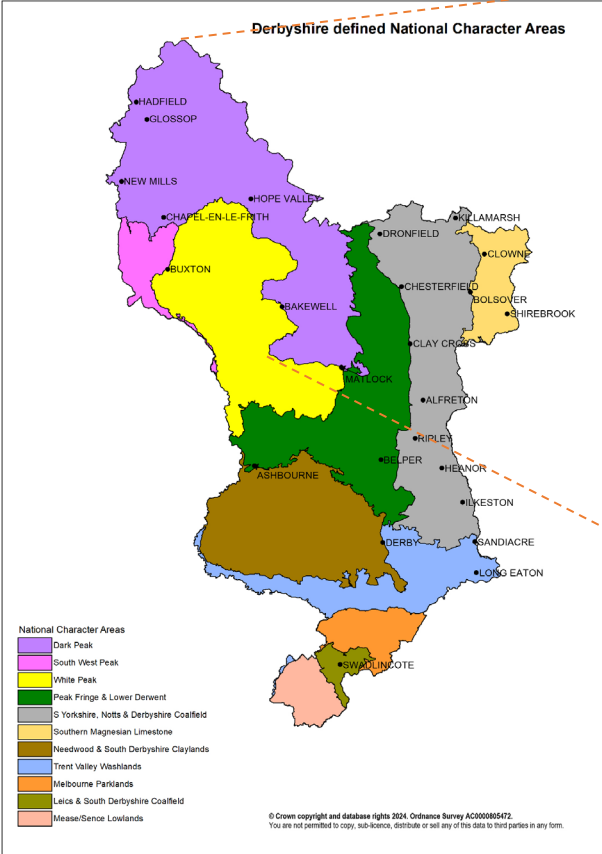 Derbyshire defined National Character Areas
HADFIELD
GLOSSOP
NEW MILLS
HOPE VALLEY
CHAPEL-EN-LE-FRITH
KILLAMARSH
DRONFIELD
CLOWNE
BUXTON
CHESTERFIELD
BOLSOVER
BAKEWELL
SHIREBROOK
CLAY CROSS
MATLOCK
ALFRETON
RIPLEY
BELPER
HEANOR
ASHBOURNE
ILKESTON
DERBY
SANDIACRE
LONG EATON
SWADLINCOTE
National Character Areas
Dark Peak
South West Peak
White Peak
Peak Fringe & Lower Derwent
S Yorkshire, Notts & Derbyshire Coalfield
Southern Magnesian Limestone
Needwood & South Derbyshire Claylands
Trent Valley Washlands
Melbourne Parklands
Leics & South Derbyshire Coalfield
Mease/Sence Lowlands
© Crown copyright and database rights 2024. Ordnance Survey AC0000805472.
You are not permitted to copy, sub-licence, distribute or sell any of this data to third parties in any form.